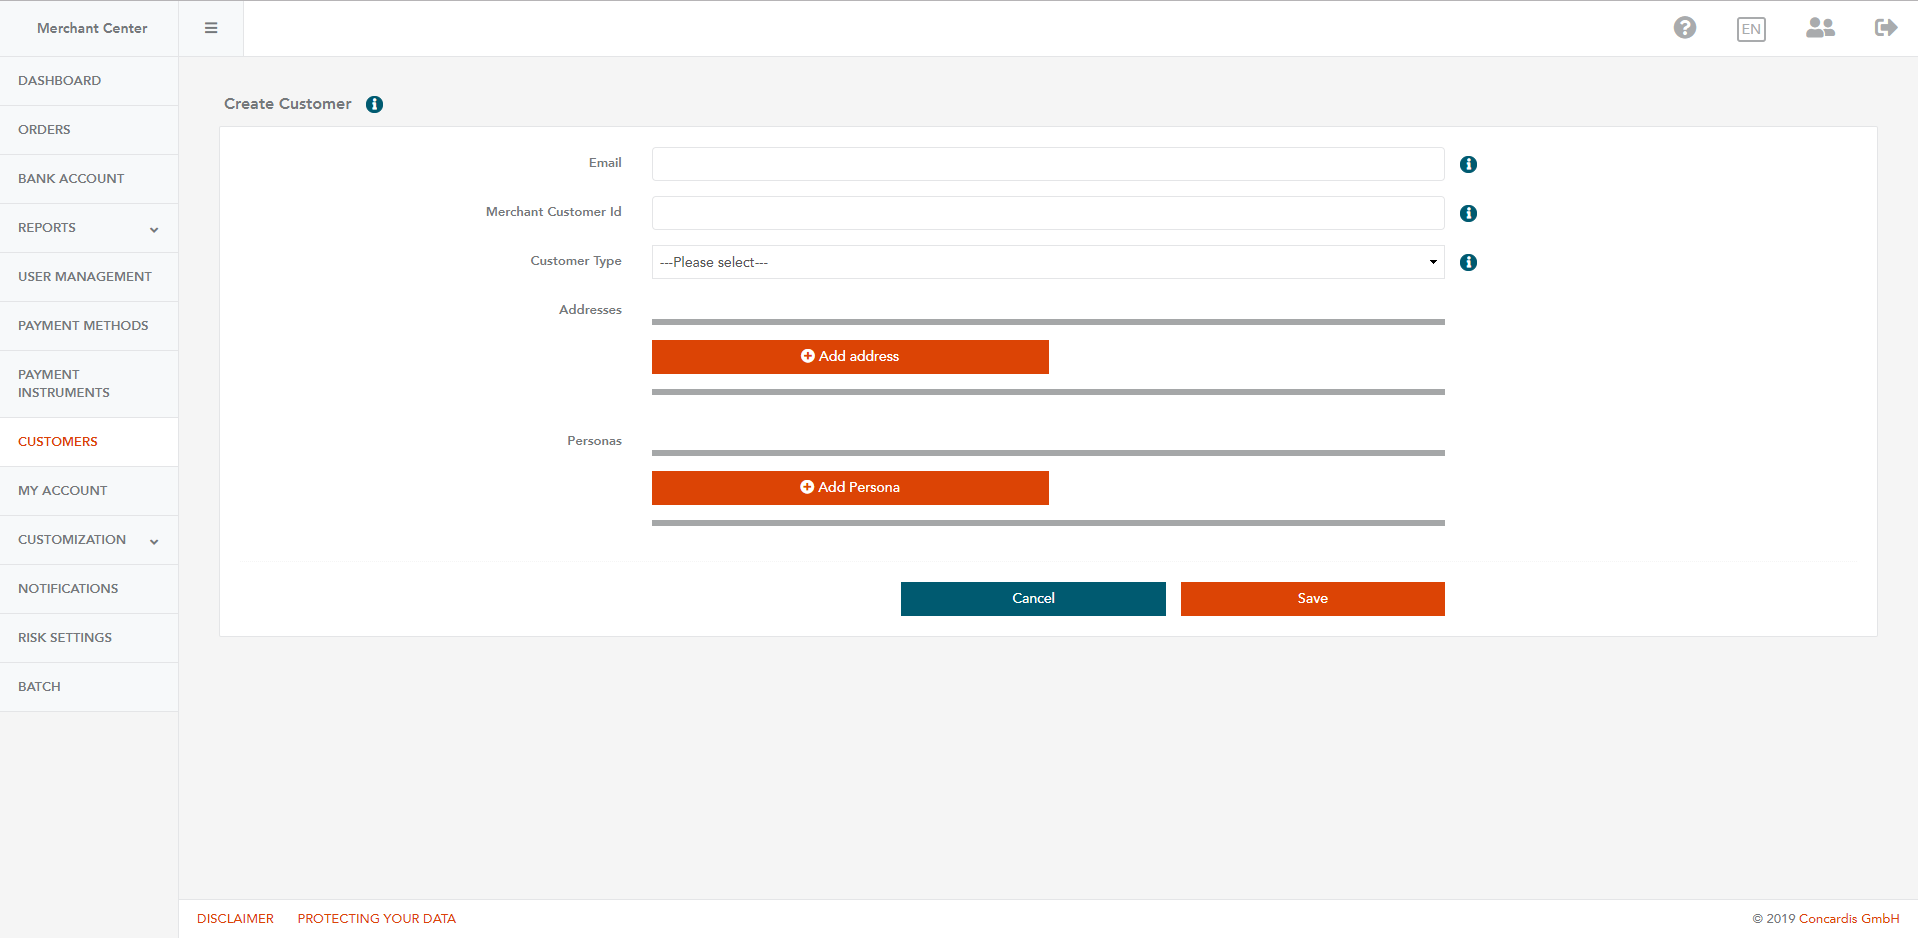 Merchant Center
EN
DASHBOARD
ORDERS
BANK ACCOUNT
REPORTS
USER MANAGEMENT
PAYMENT METHODS
PAYMENT
INSTRUMENTS
CUSTOMERS
MY ACCOUNT
CUSTOMIZATION
NOTIFICATIONS
RISK SETTINGS
BATCH
Create Customer
Email
Merchant Customer Id
Customer Type
---Please select---
Addresses
Add address
Personas
Add Persona
Cancel
Save
DISCLAIMER
PROTECTING YOUR DATA
© 2019 Concardis GmbH